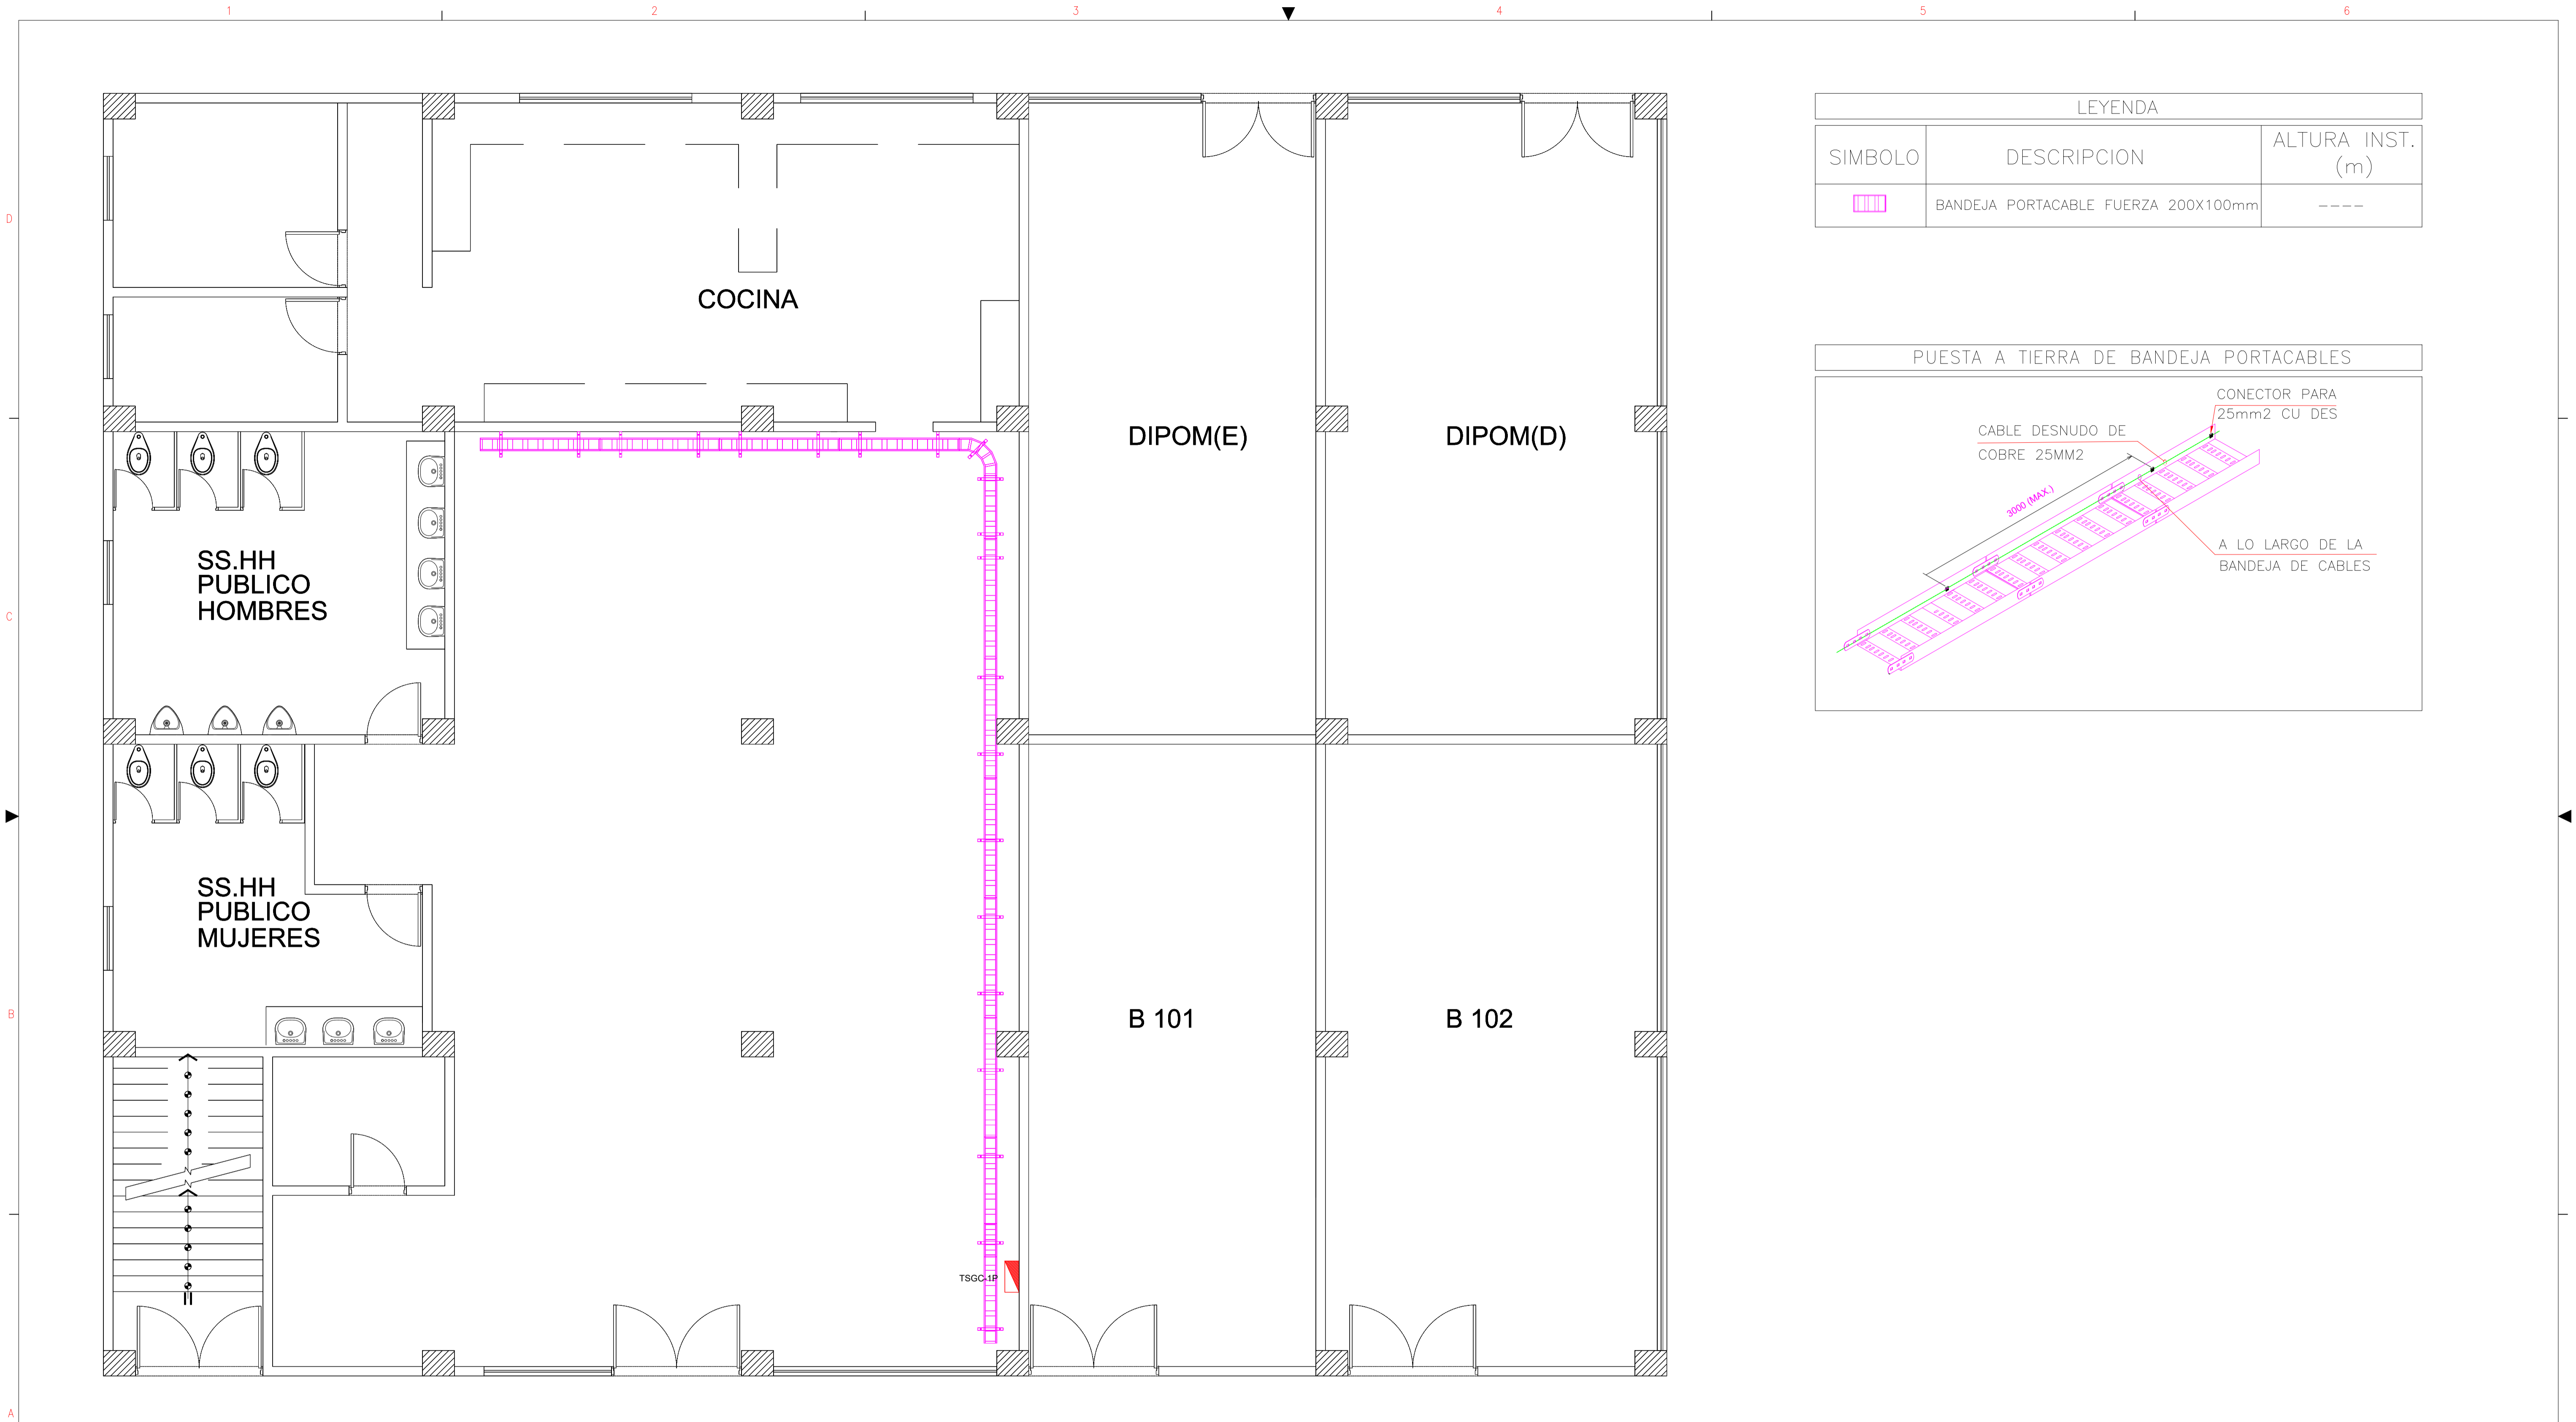 1 2 3 4 5 6
D
C
B
A
COCINA
DIPOM(E)
DIPOM(D)
SS.HH
PUBLICO
HOMBRES
SS.HH
PUBLICO
MUJERES
B 101
B 102
TSGC-1P
LEYENDA
SIMBOLO
DESCRIPCION
ALTURA INST.
(m)
BANDEJA PORTACABLE FUERZA 200X100mm
----
PUESTA A TIERRA DE BANDEJA PORTACABLES
CONECTOR PARA
25mm2 CU DES
CABLE DESNUDO DE
COBRE 25MM2
3000 (MAX.)
A LO LARGO DE LA
BANDEJA DE CABLES